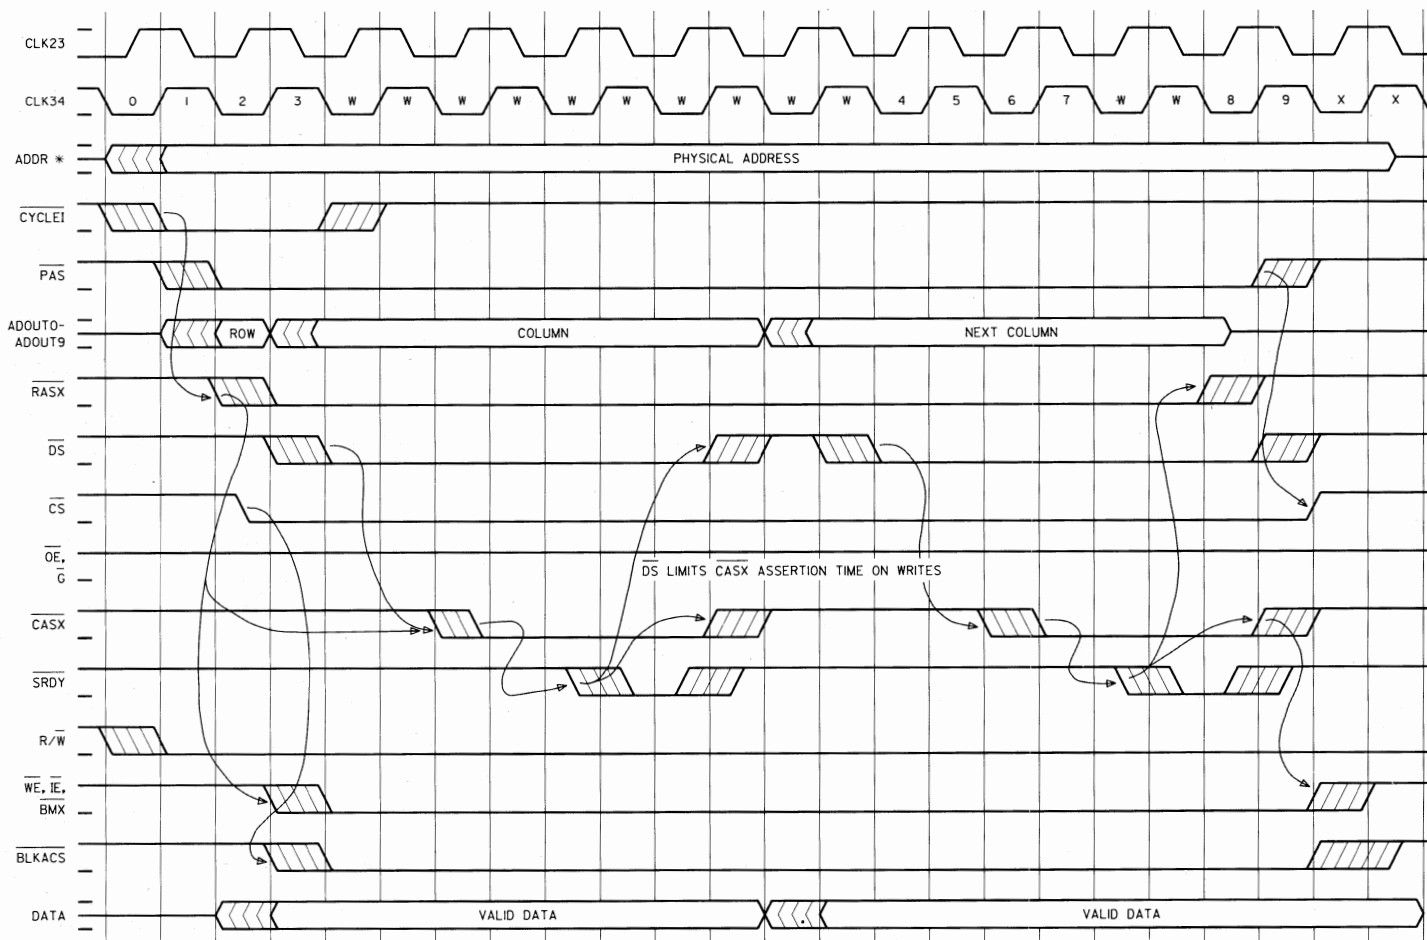 CLK23
CLK34 0 1 2 3 W W W W W W W W W W 4 5 6 7 W W 8 9 X X
ADDR * PHYSICAL ADDRESS
CYCLEI
PAS
ADOUT0-
ADOUT9 ROW COLUMN NEXT COLUMN
RASX
DS
CS
OE,
G
DS LIMITS CASX ASSERTION TIME ON WRITES
CASX
SRDY
R/W
WE, IE,
BMX
BLKACS
DATA VALID DATA VALID DATA